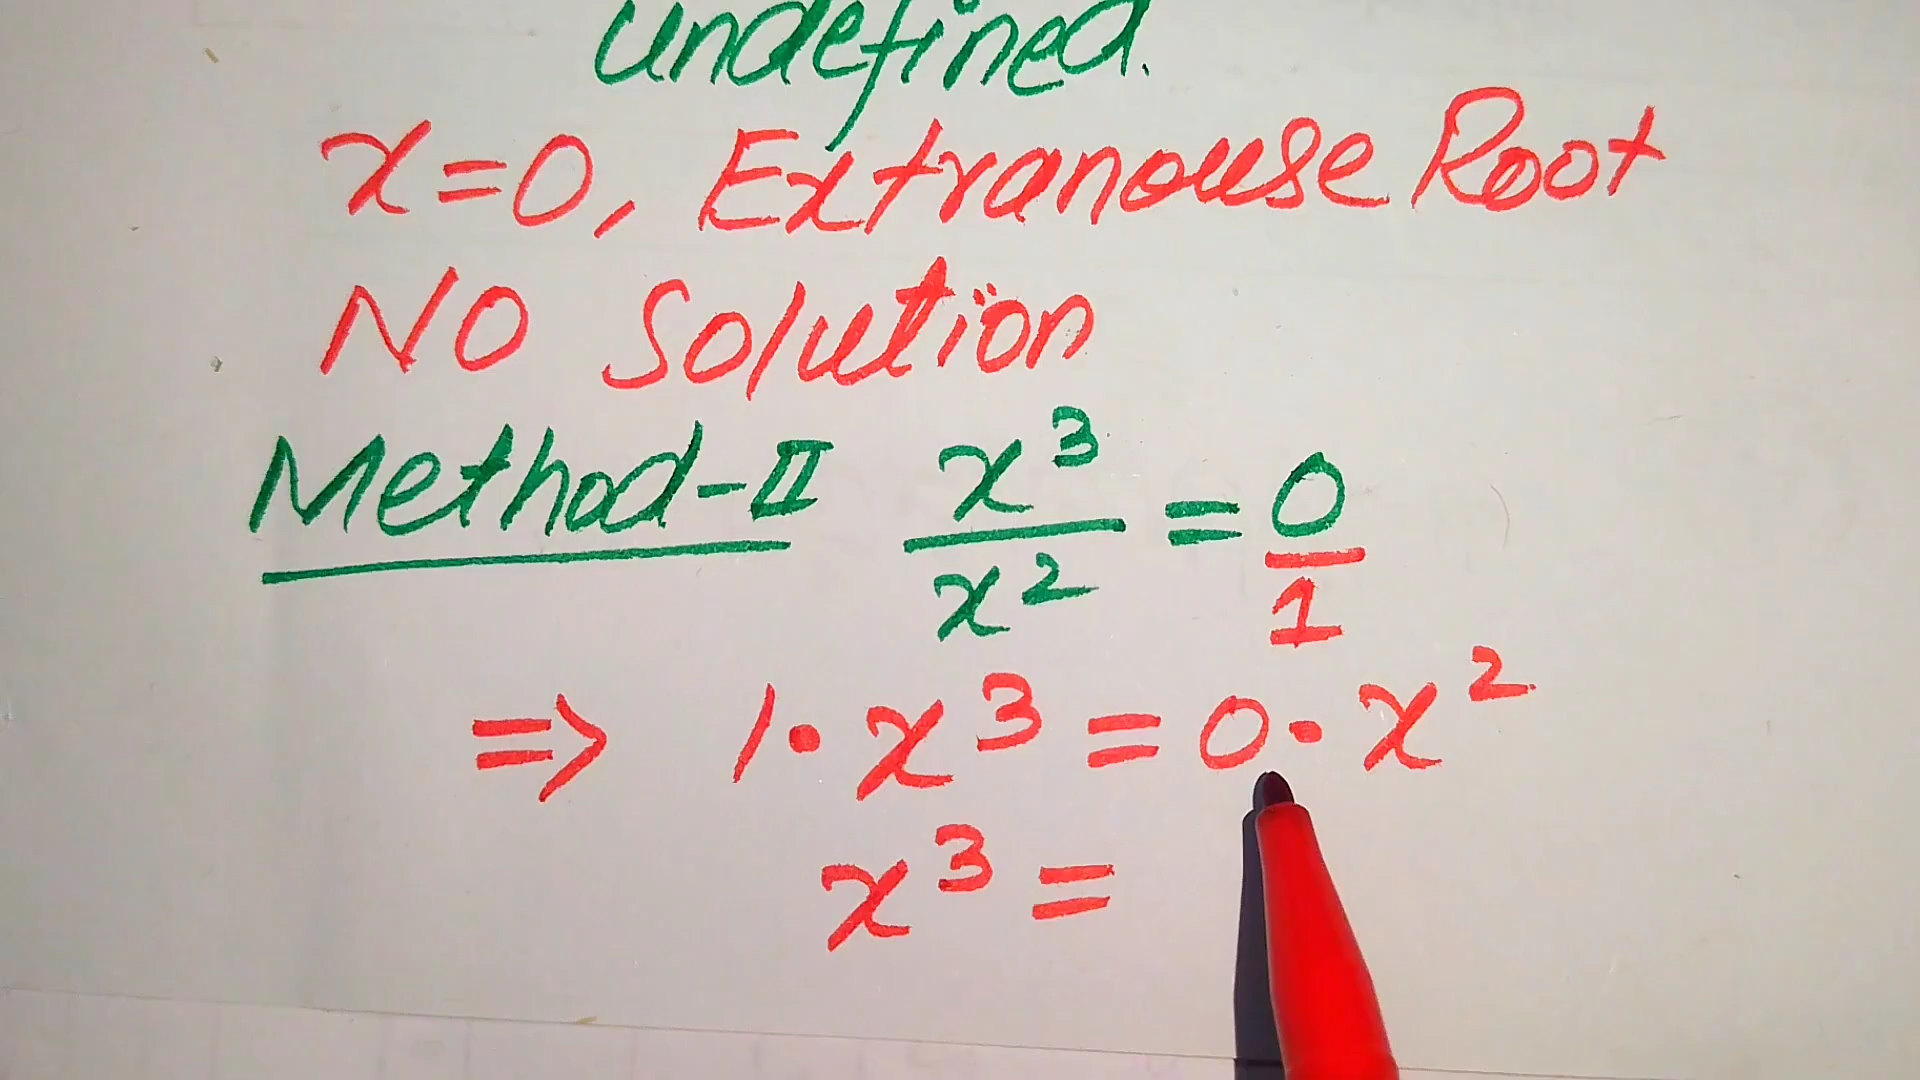 undefined.
x=0, Extranouse Root
NO Solution
Method-II x³/x² = 0/1
⇒ 1·x³ = 0·x²
x³ =